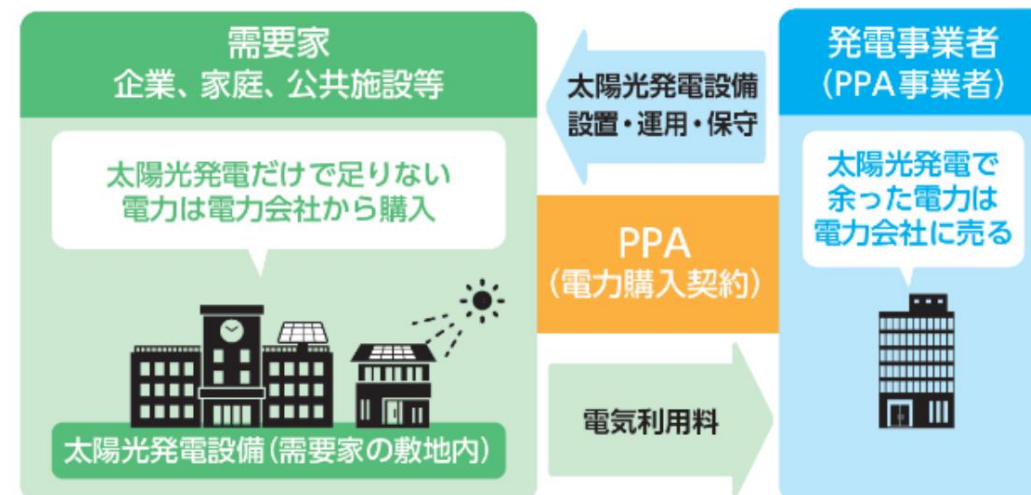 需要家
企業、家庭、公共施設等
太陽光発電だけで足りない
電力は電力会社から購入
太陽光発電設備(需要家の敷地内)
太陽光発電設備
設置・運用・保守
PPA
(電力購入契約)
電気利用料
発電事業者
(PPA事業者)
太陽光発電で
余った電力は
電力会社に売る